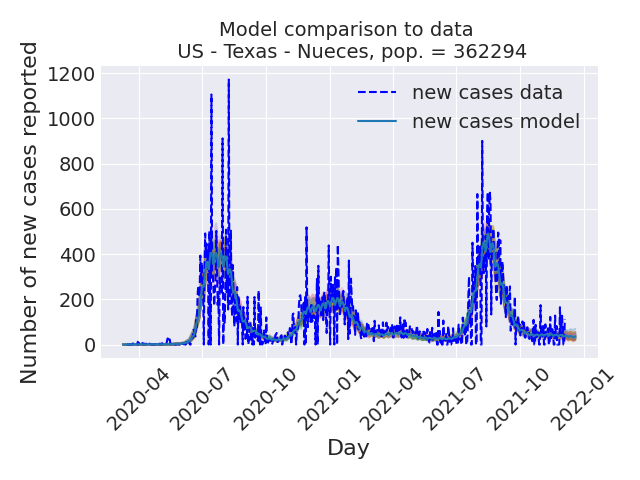 Model comparison to data
US - Texas - Nueces, pop. = 362294
Number of new cases reported
1200
1000
800
600
400
200
0
new cases data
new cases model
2020-04
2020-07
2020-10
2021-01
2021-04
2021-07
2021-10
2022-01
Day